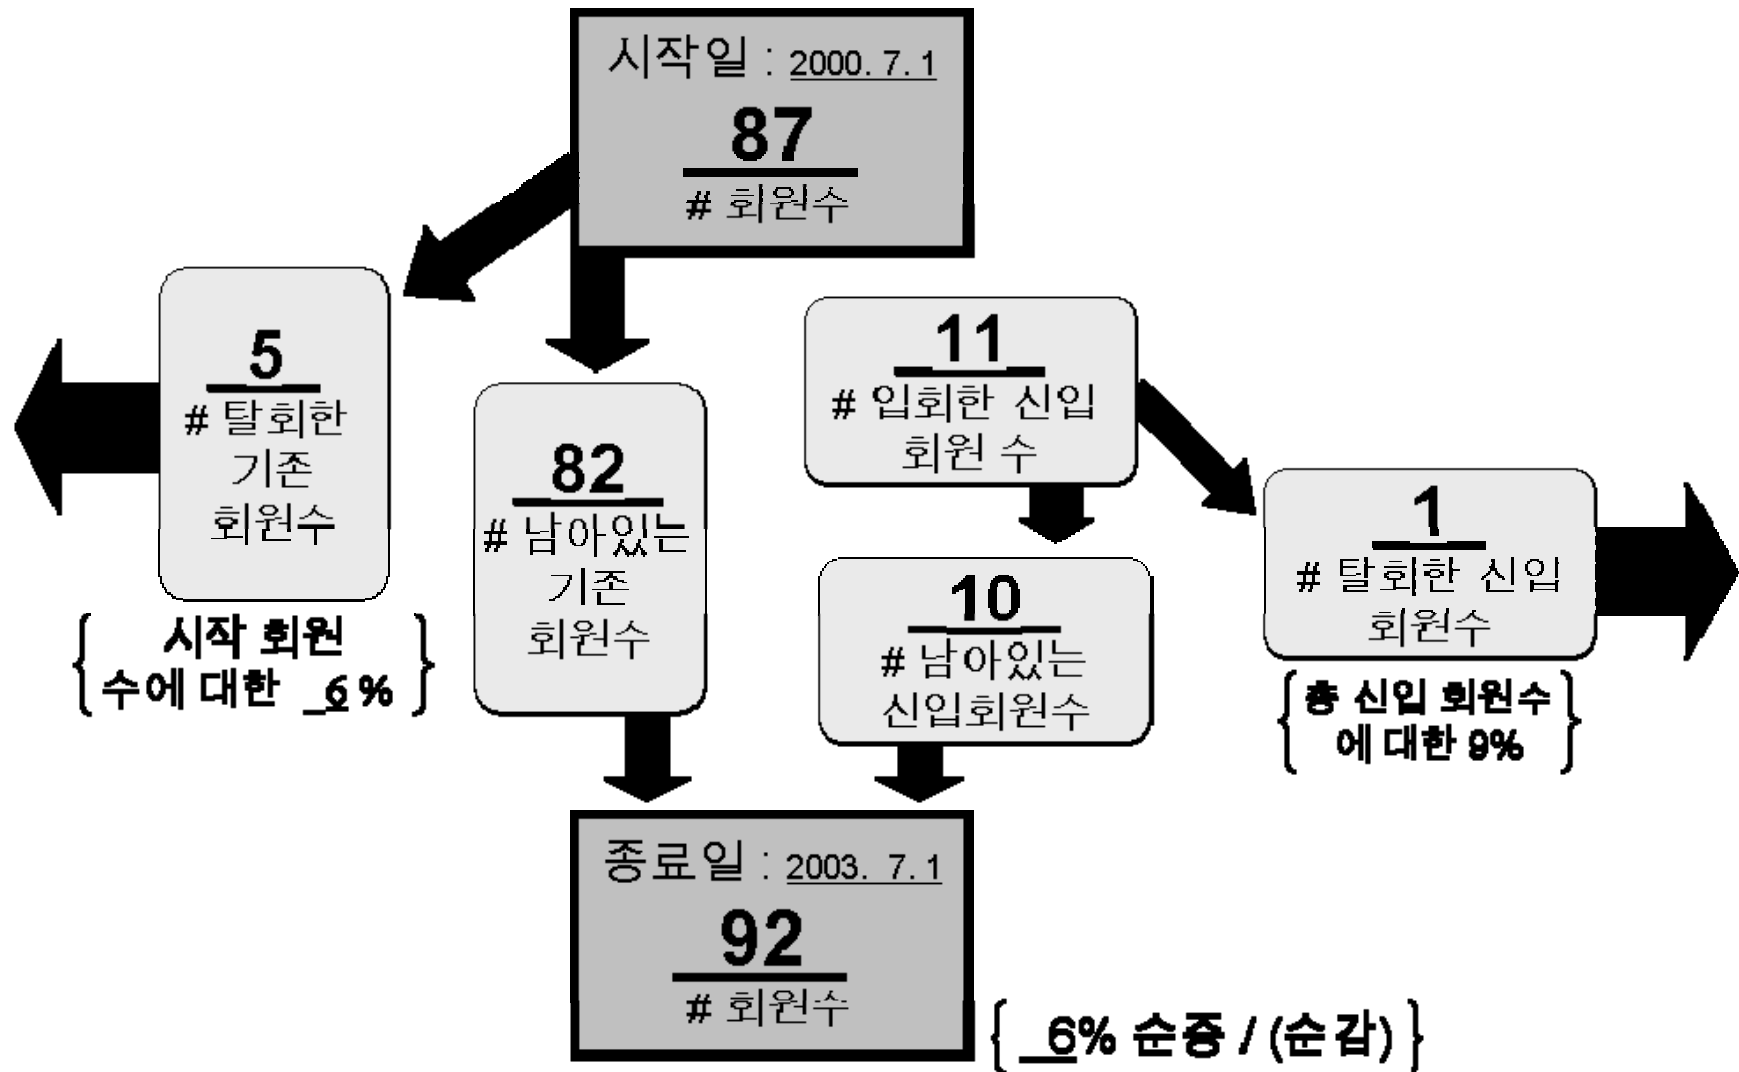 시작일 : 2000. 7. 1
87
# 회원수
5
# 탈회한
기존
회원수
시작 회원
수에 대한 _6 %
82
# 남아있는
기존
회원수
11
# 입회한 신입
회원 수
10
# 남아있는
신입회원수
1
# 탈회한 신입
회원수
총 신입 회원수
에 대한 9%
종료일 : 2003. 7. 1
92
# 회원수
_6% 순증 / (순감)